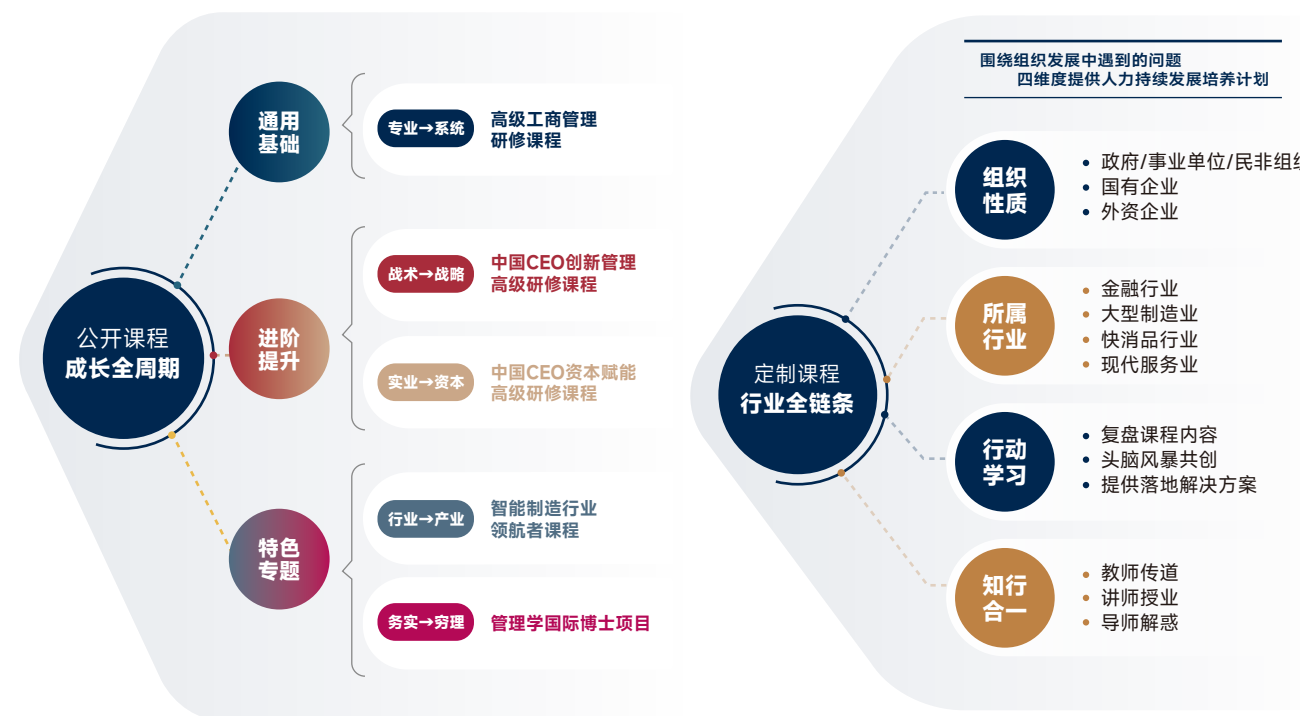 公开课程
成长全周期
通用
基础
专业→系统
高级工商管理
研修课程
进阶
提升
战术→战略
中国CEO创新管理
高级研修课程
实业→资本
中国CEO资本赋能
高级研修课程
特色
专题
行业→产业
智能制造行业
领航者课程
务实→穷理
管理学国际博士项目
围绕组织发展中遇到的问题
四维度提供人力持续发展培养计划
定制课程
行业全链条
组织
性质
政府/事业单位/民非组织
国有企业
外资企业
所属
行业
金融行业
大型制造业
快消品行业
现代服务业
行动
学习
复盘课程内容
头脑风暴共创
提供落地解决方案
知行
合一
教师传道
讲师授业
导师解惑